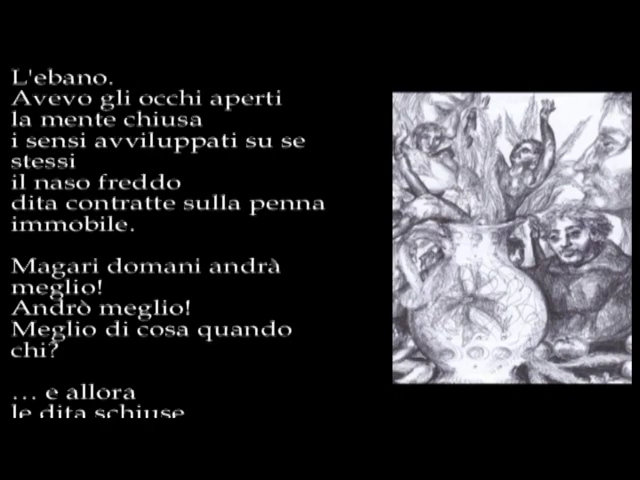 L'ebano.
Avevo gli occhi aperti
la mente chiusa
i sensi avviluppati su se
stessi
il naso freddo
dita contratte sulla penna
immobile.
Magari domani andrà
meglio!
Andrò meglio!
Meglio di cosa quando
chi?
... e allora
le dita schiuse